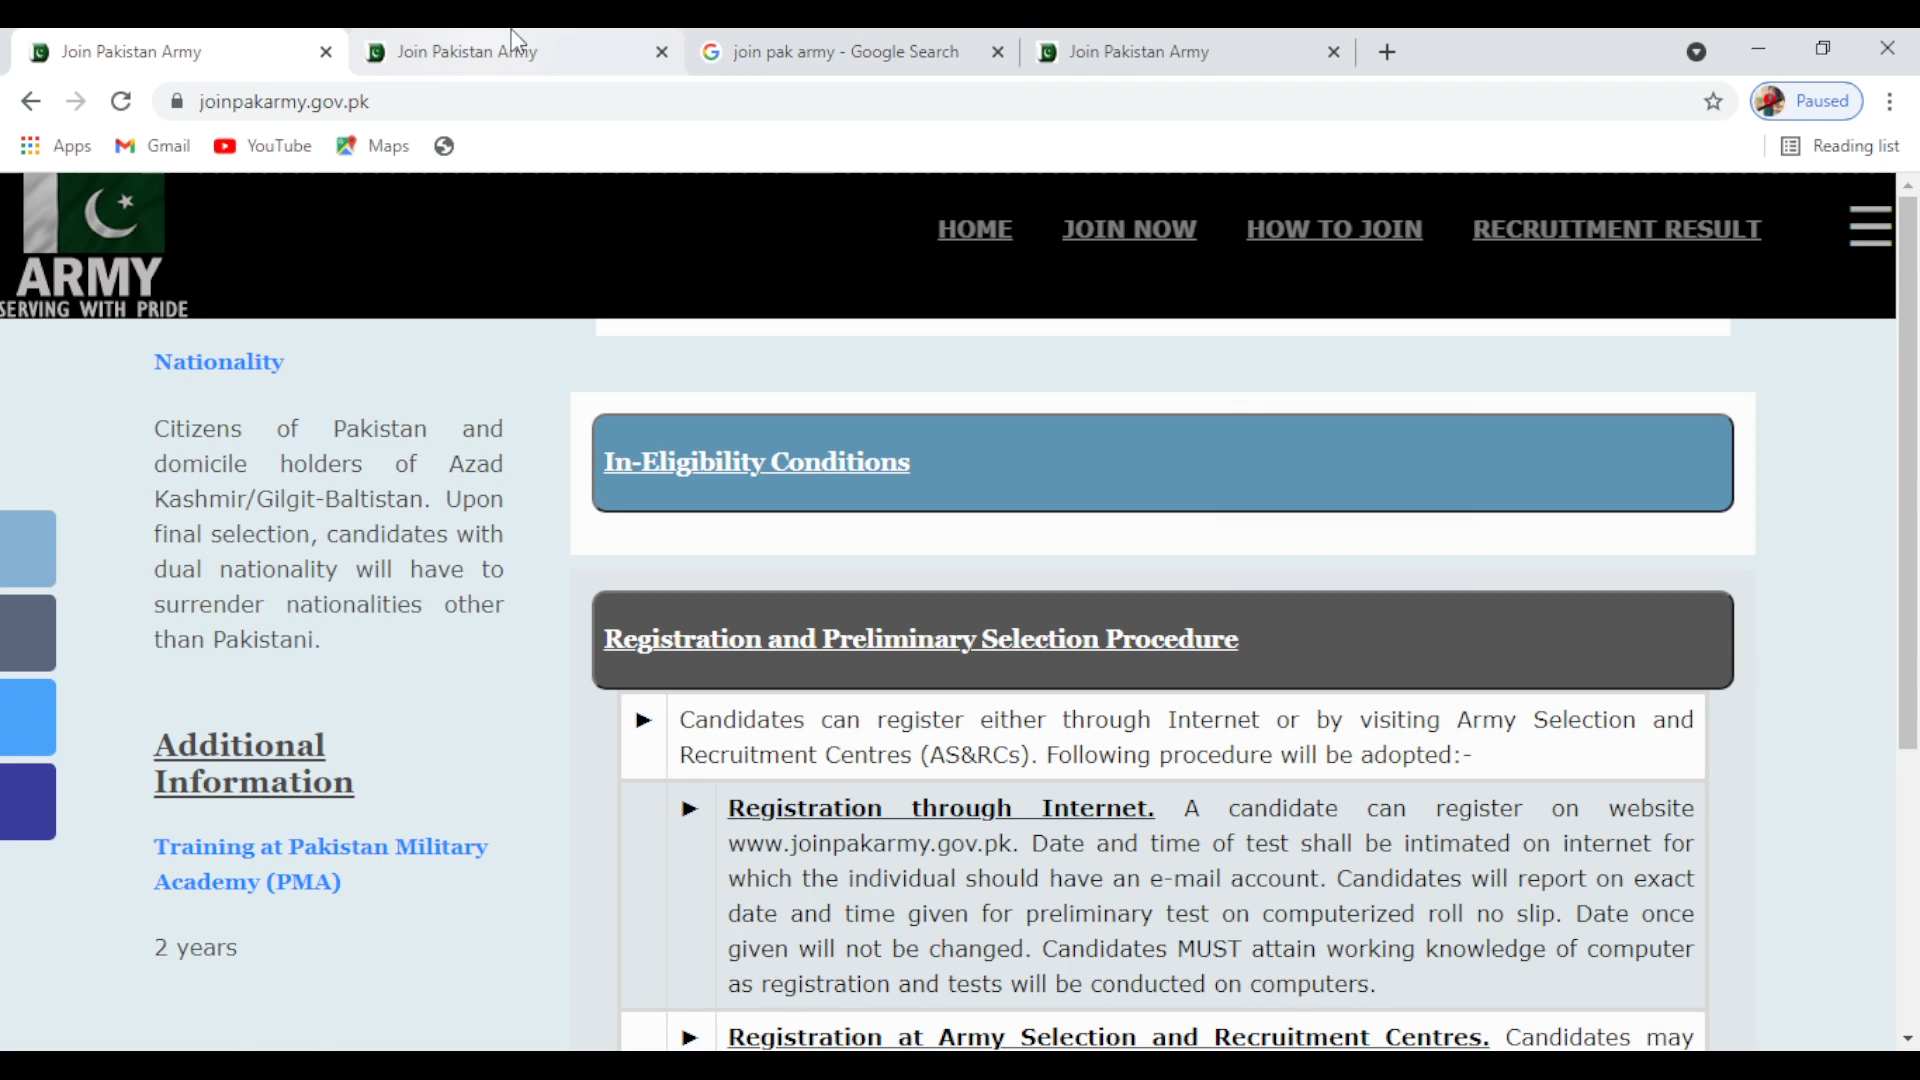 Join Pakistan Army
Join Pakistan Army
join pak army - Google Search
Join Pakistan Army
joinpakarmy.gov.pk
Paused
Apps
Gmail
YouTube
Maps
Reading list
ARMY
SERVING WITH PRIDE
HOME
JOIN NOW
HOW TO JOIN
RECRUITMENT RESULT
Nationality
Citizens of Pakistan and
domicile holders of Azad
Kashmir/Gilgit-Baltistan. Upon
final selection, candidates with
dual nationality will have to
surrender nationalities other
than Pakistani.
Additional
Information
Training at Pakistan Military
Academy (PMA)
2 years
In-Eligibility Conditions
Registration and Preliminary Selection Procedure
Candidates can register either through Internet or by visiting Army Selection and
Recruitment Centres (AS&RCs). Following procedure will be adopted:-
Registration through Internet. A candidate can register on website
www.joinpakarmy.gov.pk. Date and time of test shall be intimated on internet for
which the individual should have an e-mail account. Candidates will report on exact
date and time given for preliminary test on computerized roll no slip. Date once
given will not be changed. Candidates MUST attain working knowledge of computer
as registration and tests will be conducted on computers.
Registration at Army Selection and Recruitment Centres. Candidates may